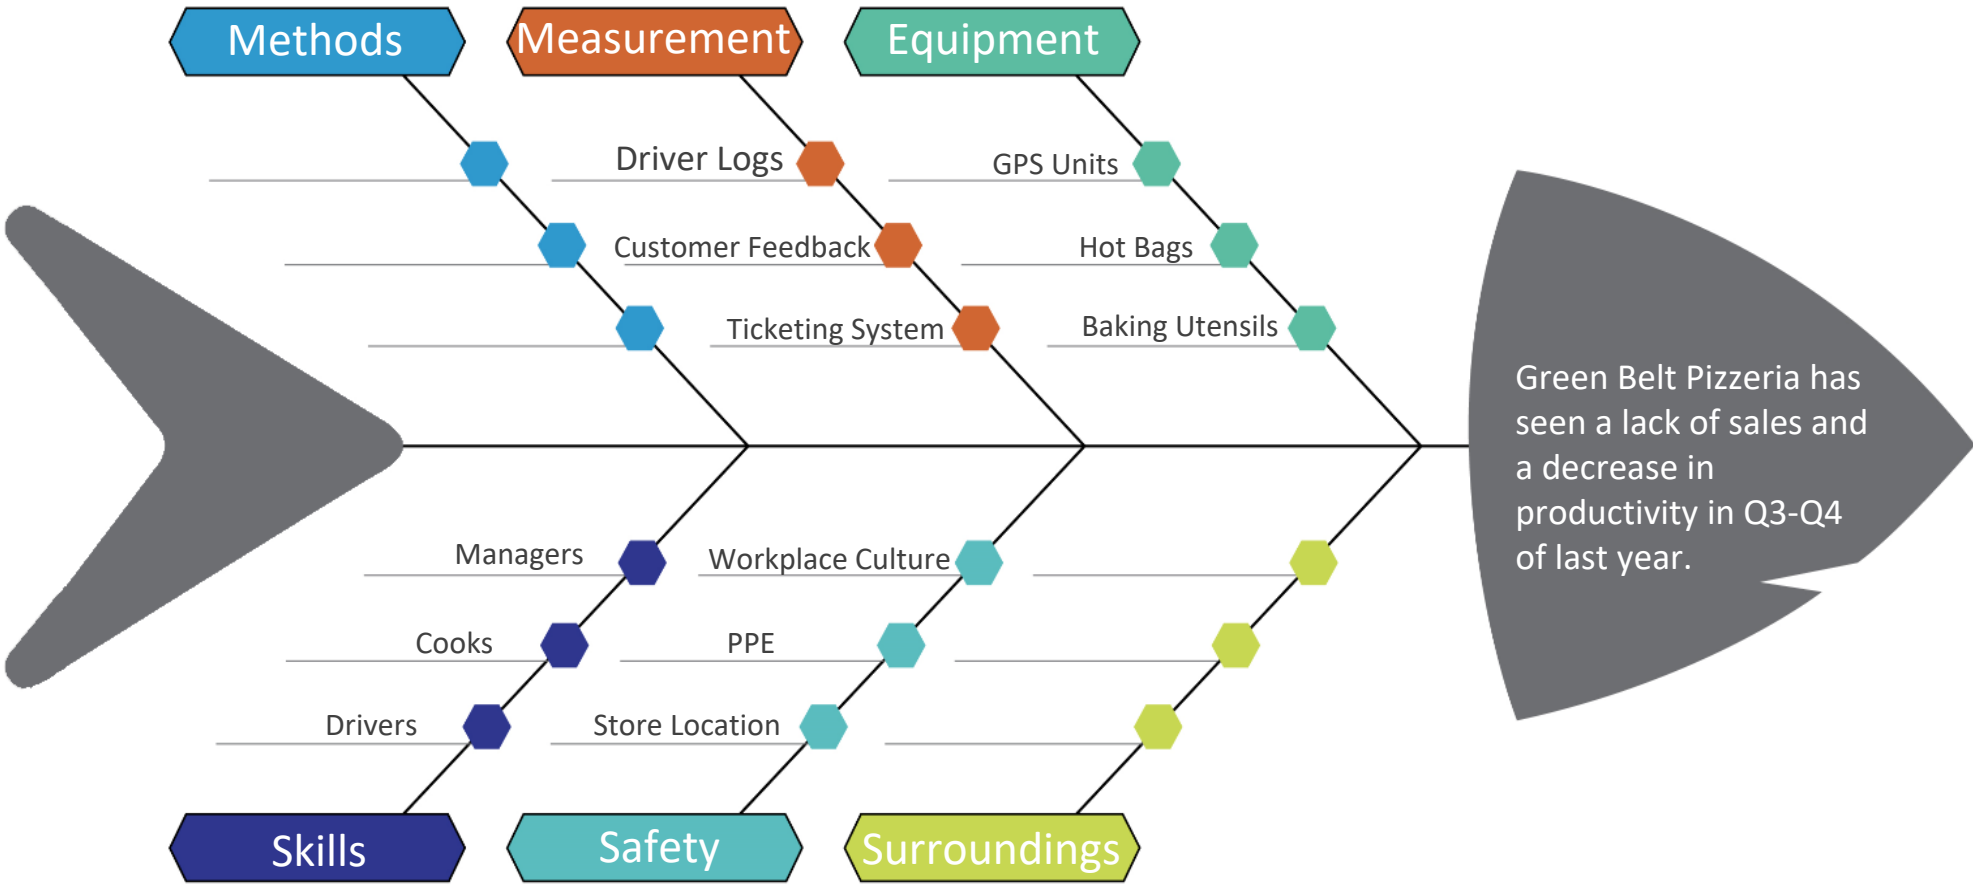 Methods
Measurement
Equipment
Driver Logs
GPS Units
Customer Feedback
Hot Bags
Ticketing System
Baking Utensils
Green Belt Pizzeria has
seen a lack of sales and
a decrease in
productivity in Q3-Q4
of last year.
Managers
Workplace Culture
Cooks
PPE
Drivers
Store Location
Skills
Safety
Surroundings